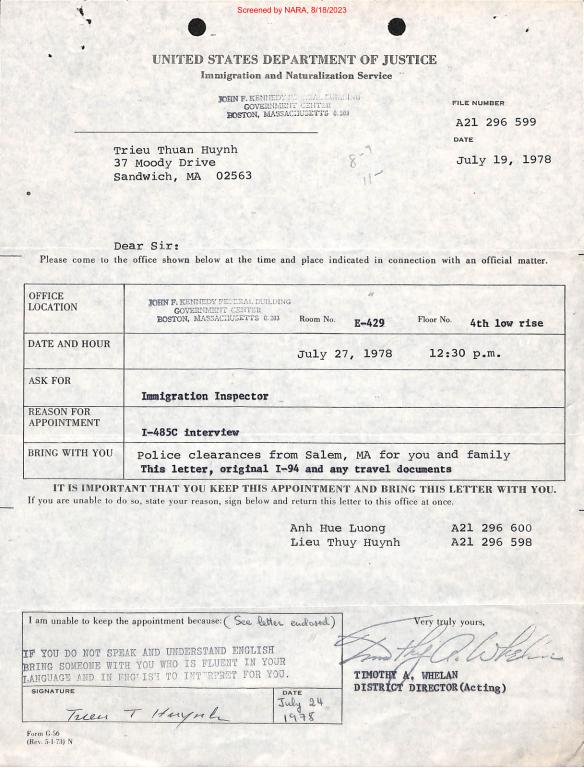 Screened by NARA, 8/18/2023
UNITED STATES DEPARTMENT OF JUSTICE
Immigration and Naturalization Service
JOHN F. KENNEDY FEDERAL BUILDING
GOVERNMENT CENTER
BOSTON, MASSACHUSETTS
FILE NUMBER
A21 296 599
DATE
July 19, 1978
Trieu Thuan Huynh
37 Moody Drive
Sandwich, MA 02563
8-9
11-
Dear Sir:
Please come to the office shown below at the time and place indicated in connection with an official matter.
OFFICE LOCATION
JOHN F. KENNEDY FEDERAL BUILDING
GOVERNMENT CENTER
BOSTON, MASSACHUSETTS
Room No. E-429 Floor No. 4th low rise
DATE AND HOUR
July 27, 1978 12:30 p.m.
ASK FOR
Immigration Inspector
REASON FOR APPOINTMENT
I-485C interview
BRING WITH YOU
Police clearances from Salem, MA for you and family
This letter, original I-94 and any travel documents
IT IS IMPORTANT THAT YOU KEEP THIS APPOINTMENT AND BRING THIS LETTER WITH YOU.
If you are unable to do so, state your reason, sign below and return this letter to this office at once.
Anh Hue Luong A21 296 600
Lieu Thuy Huynh A21 296 598
I am unable to keep the appointment because: (See letter enclosed)
IF YOU DO NOT SPEAK AND UNDERSTAND ENGLISH
BRING SOMEONE WITH YOU WHO IS FLUENT IN YOUR
LANGUAGE AND IN ENGLISH TO INTERPRET FOR YOU.
SIGNATURE
Trieu T Huynh
DATE
July 24
1978
Very truly yours,
Timothy A. Whelan
TIMOTHY A. WHELAN
DISTRICT DIRECTOR(Acting)
Form G-56
(Rev. 5-1-73) N